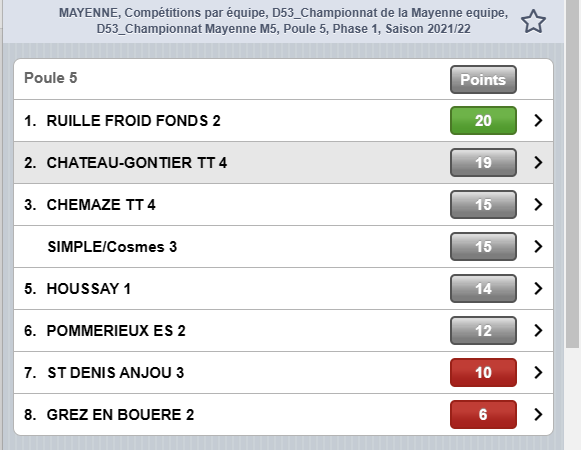 MAYENNE, Compétitions par équipe, D53_Championnat de la Mayenne equipe,
D53_Championnat Mayenne M5, Poule 5, Phase 1, Saison 2021/22
Poule 5 Points
1. RUILLE FROID FONDS 2 20
2. CHATEAU-GONTIER TT 4 19
3. CHEMAZE TT 4 15
SIMPLE/Cosmes 3 15
5. HOUSSAY 1 14
6. POMMERIEUX ES 2 12
7. ST DENIS ANJOU 3 10
8. GREZ EN BOUERE 2 6